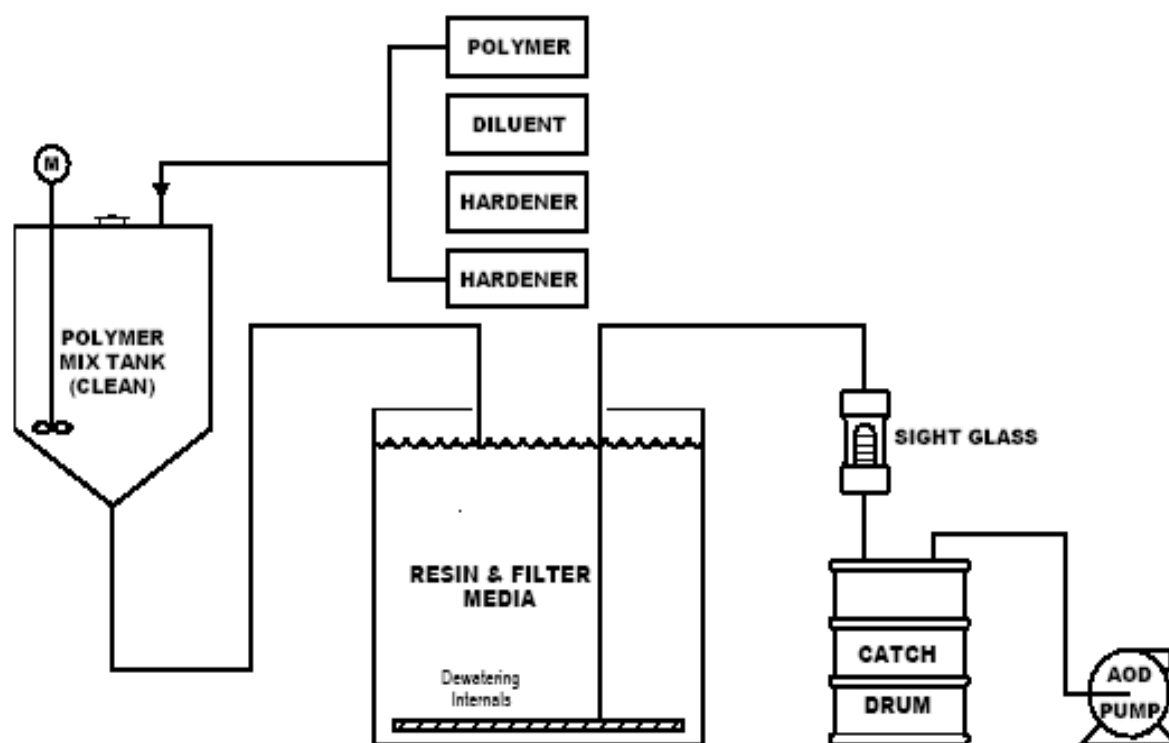 POLYMER
DILUENT
HARDENER
HARDENER
M
POLYMER
MIX TANK
(CLEAN)
SIGHT GLASS
RESIN & FILTER
MEDIA
Dewatering
Internals
CATCH
DRUM
AOD
PUMP